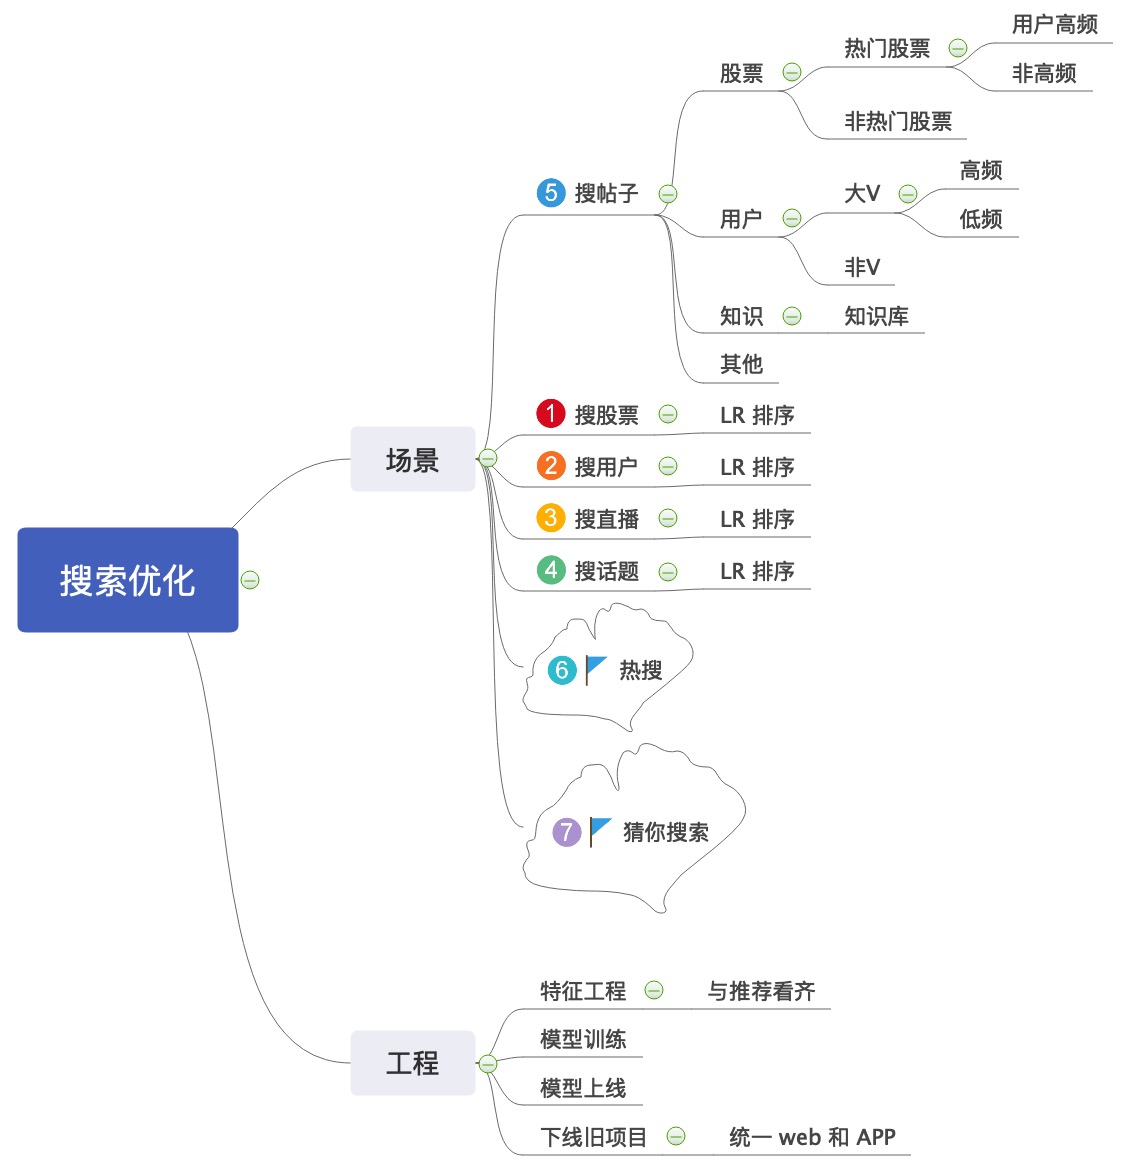 搜索优化
场景
5 搜帖子
股票
热门股票
用户高频
非高频
非热门股票
用户
大V
高频
低频
非V
知识
知识库
其他
1 搜股票
LR 排序
2 搜用户
LR 排序
3 搜直播
LR 排序
4 搜话题
LR 排序
6 热搜
7 猜你搜索
工程
特征工程
与推荐看齐
模型训练
模型上线
下线旧项目
统一 web 和 APP